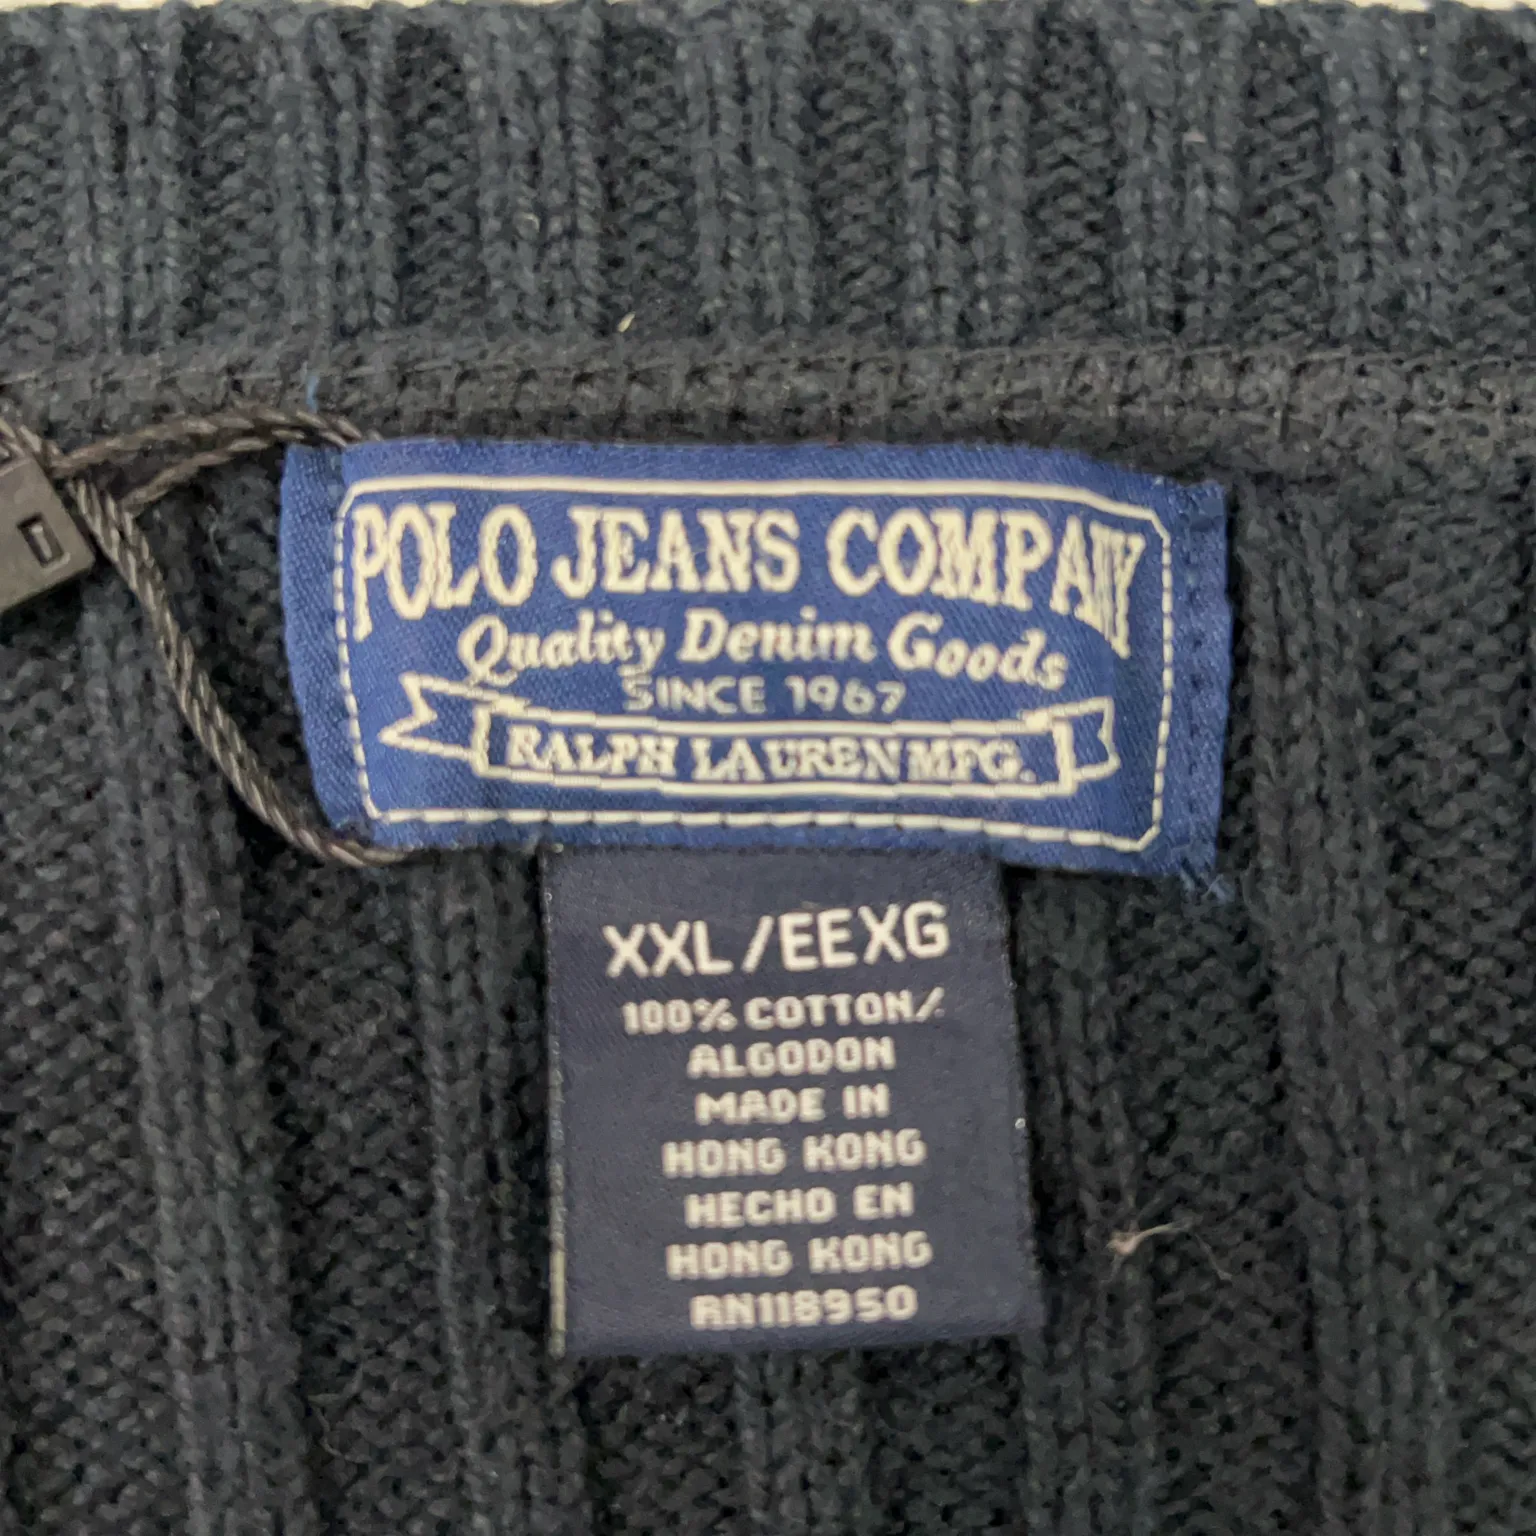 POLO JEANS COMPANY
Quality Denim Goods
SINCE 1967
RALPH LAUREN MFG.
XXL/EEXG
100% COTTON/
ALGODON
MADE IN
HONG KONG
HECHO EN
HONG KONG
RN118950